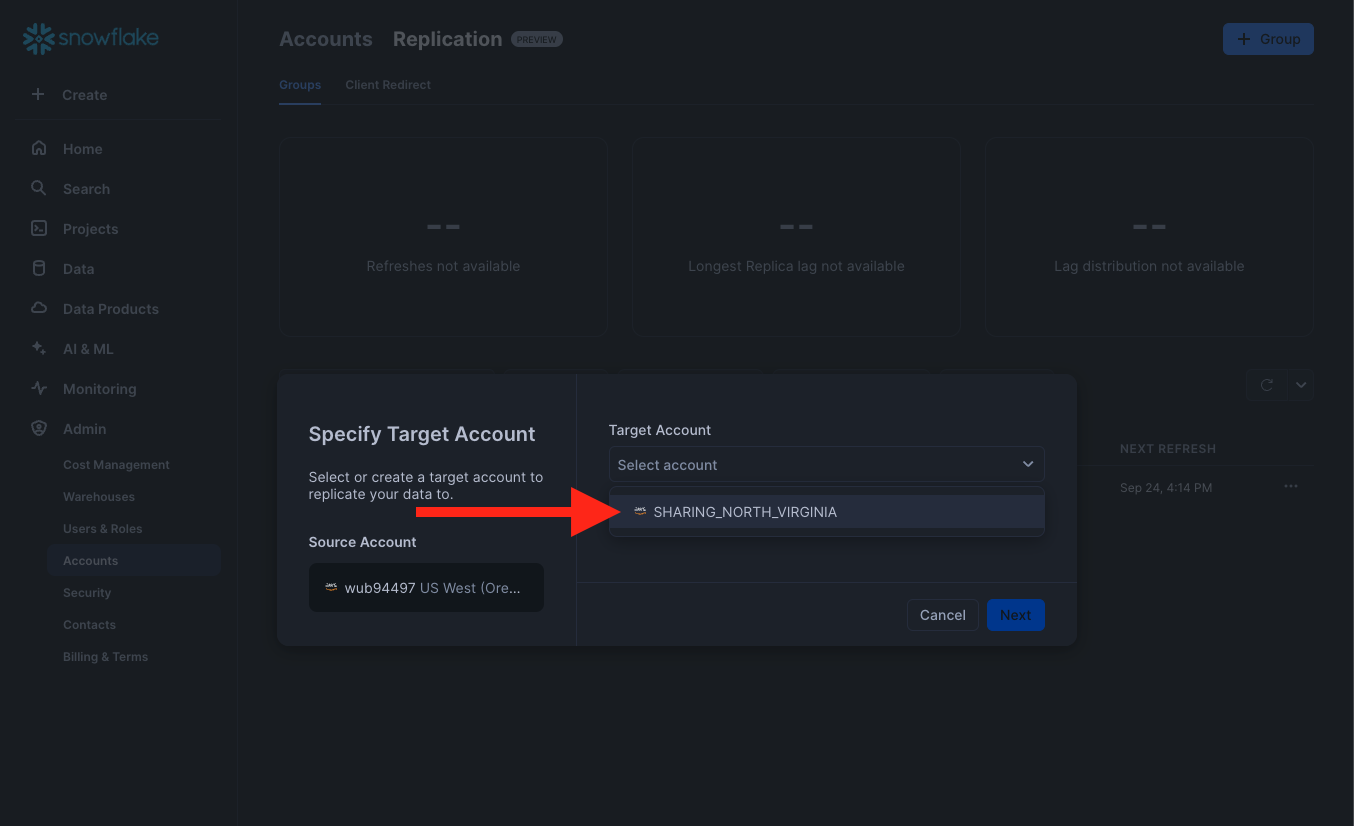 snowflake
Create
Home
Search
Projects
Data
Data Products
AI & ML
Monitoring
Admin
Cost Management
Warehouses
Users & Roles
Accounts
Security
Contacts
Billing & Terms
Accounts Replication PREVIEW
+ Group
Groups Client Redirect
-- -- --
Refreshes not available
Longest Replica lag not available
Lag distribution not available
NEXT REFRESH
Sep 24, 4:14 PM
Specify Target Account
Select or create a target account to
replicate your data to.
Source Account
aws wub94497 US West (Ore...
Target Account
Select account
aws SHARING_NORTH_VIRGINIA
Cancel Next